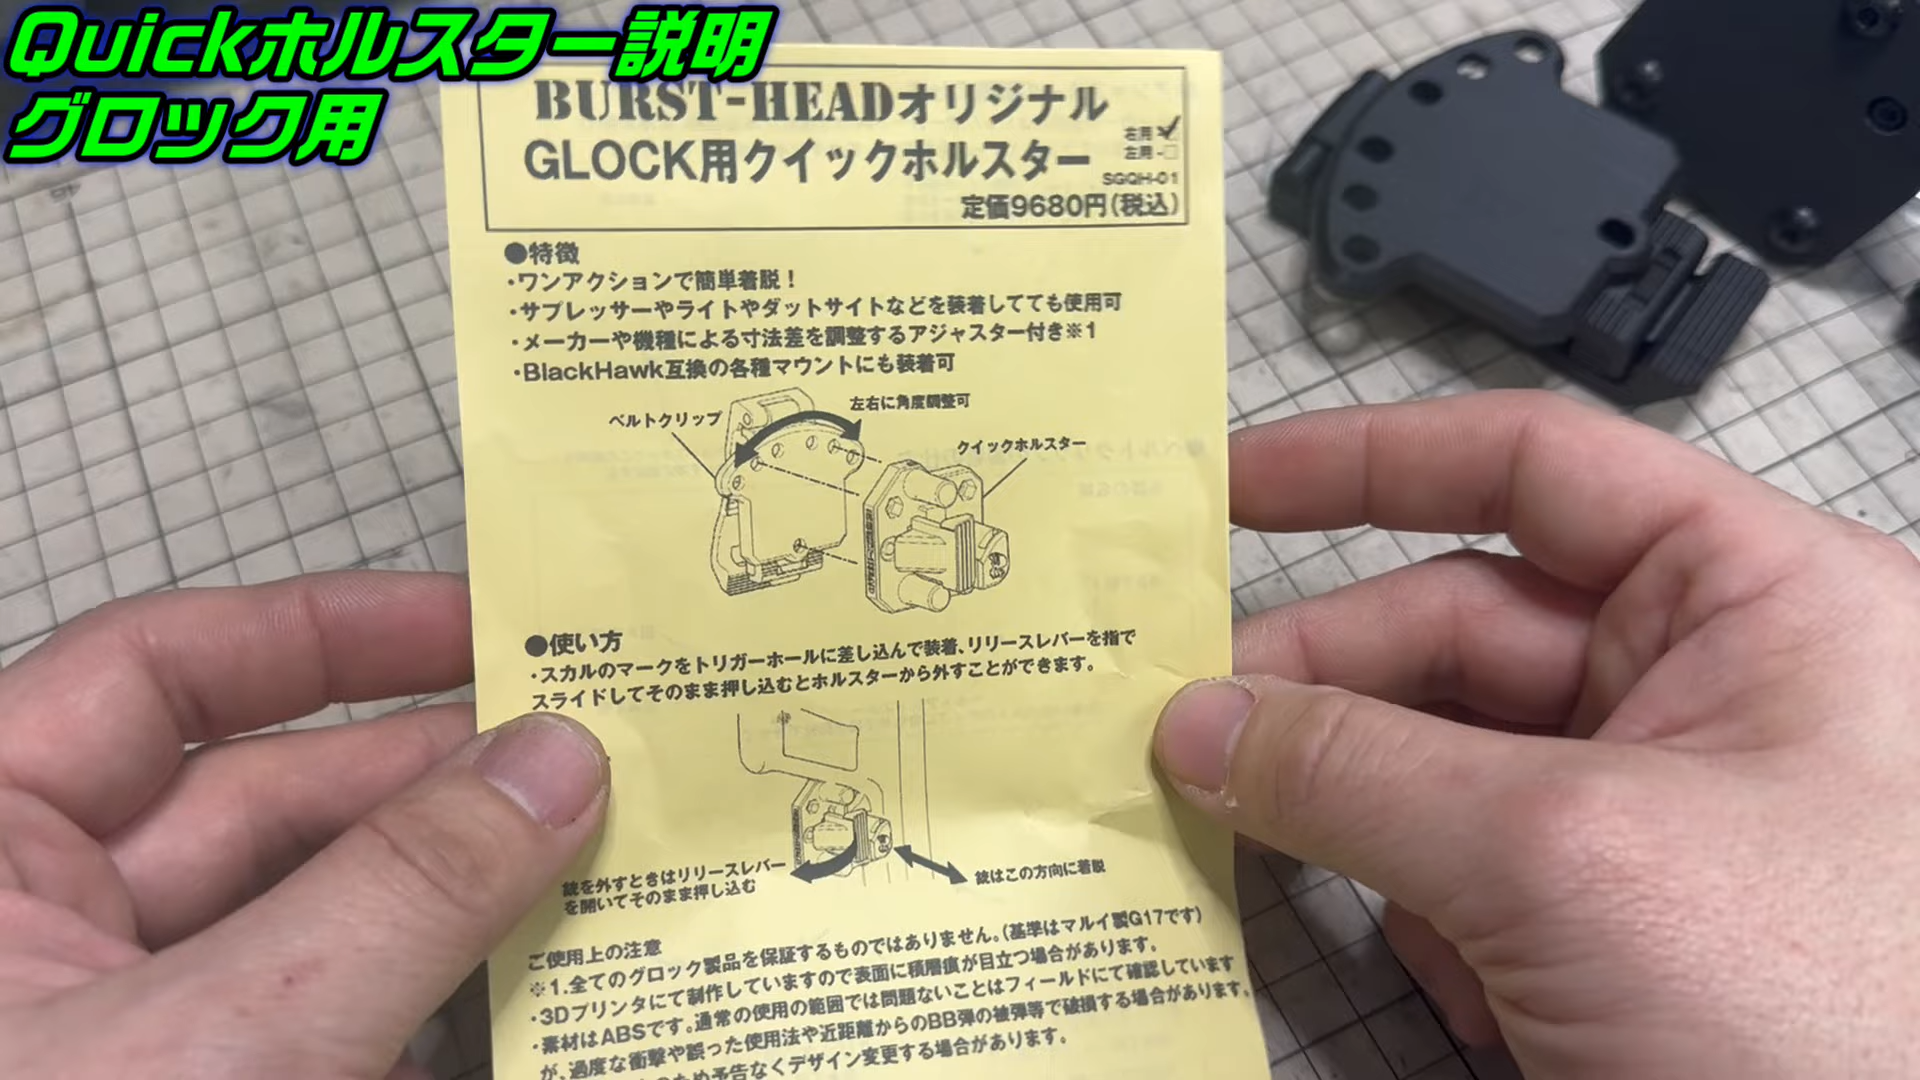 Quickホルスター説明
グロック用
BURST-HEADオリジナル
GLOCK用クイックホルスター
右用
左用
SGQH-01
定価9680円(税込)
●特徴
・ワンアクションで簡単着脱！
・サプレッサーやライトやダットサイトなどを装着してても使用可
・メーカーや機種による寸法差を調整するアジャスター付き※1
・BlackHawk互換の各種マウントにも装着可
ベルトクリップ
左右に角度調整可
クイックホルスター
●使い方
・スカルのマークをトリガーホールに差し込んで装着、リリースレバーを指で
スライドしてそのまま押し込むとホルスターから外すことができます。
銃を外すときはリリースレバー
を開いてそのまま押し込む
銃はこの方向に着脱
ご使用上の注意
※1.全てのグロック製品を保証するものではありません。(基準はマルイ製G17です)
・3Dプリンタにて制作していますので表面に積層痕が目立つ場合があります。
・素材はABSです。通常の使用の範囲では問題ないことはフィールドにて確認しています
が、過度な衝撃や誤った使用法や近距離からのBB弾の被弾等で破損する場合があります。
ため予告なくデザイン変更する場合があります。